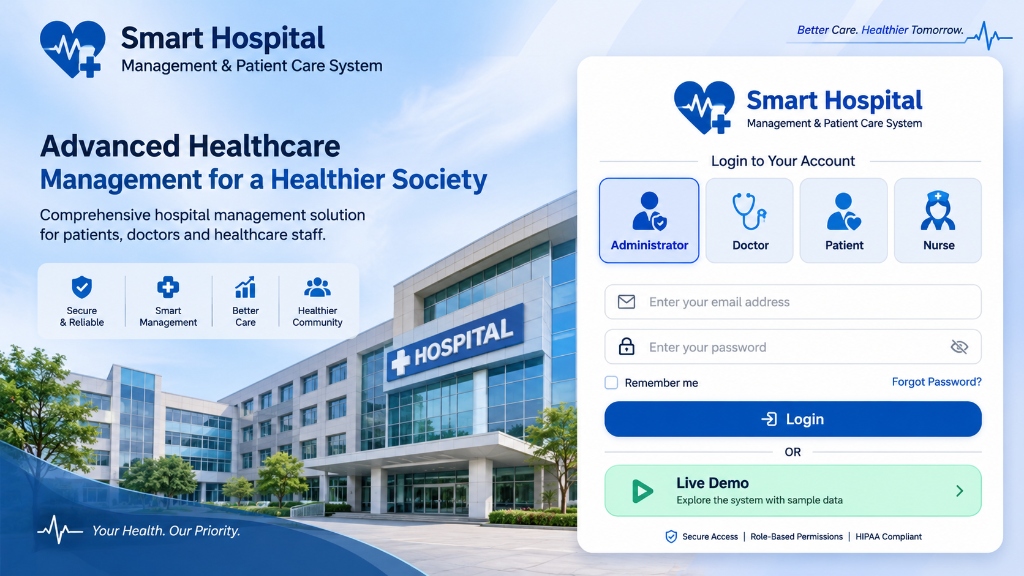 Smart Hospital
Management & Patient Care System
Advanced Healthcare
Management for a Healthier Society
Comprehensive hospital management solution
for patients, doctors and healthcare staff.
Secure
& Reliable
Smart
Management
Better
Care
Healthier
Community
HOSPITAL
Your Health. Our Priority.
Better Care. Healthier Tomorrow.
Smart Hospital
Management & Patient Care System
Login to Your Account
Administrator
Doctor
Patient
Nurse
Enter your email address
Enter your password
Remember me
Forgot Password?
Login
OR
Live Demo
Explore the system with sample data
Secure Access | Role-Based Permissions | HIPAA Compliant